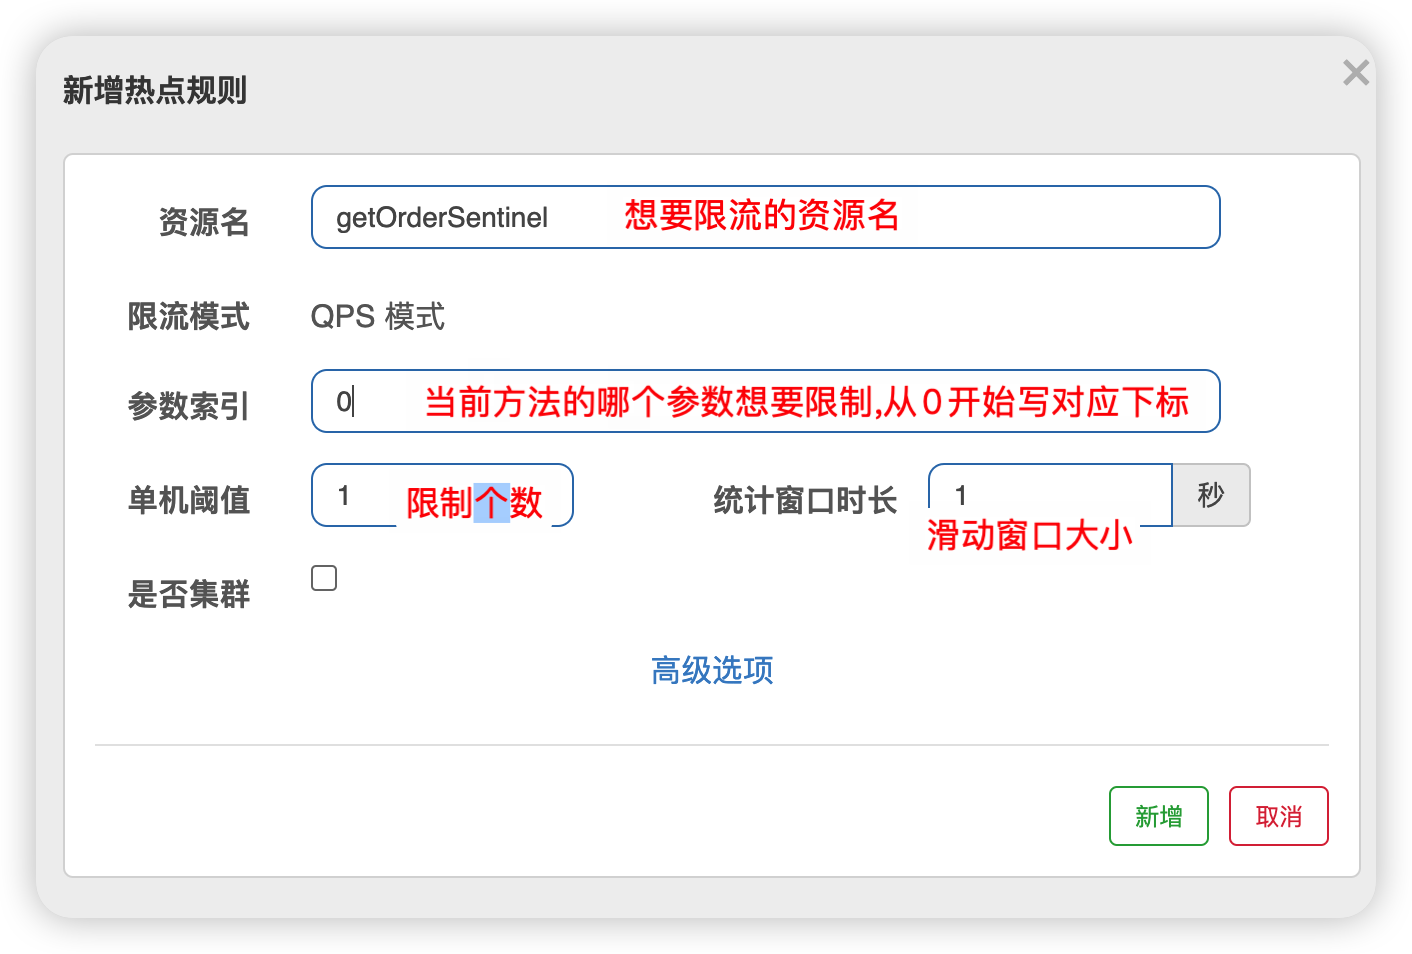 新增热点规则
×
资源名 getOrderSentinel 想要限流的资源名
限流模式 QPS 模式
参数索引 0 当前方法的哪个参数想要限制,从0开始写对应下标
单机阈值 1 限制个数 统计窗口时长 1 秒
滑动窗口大小
是否集群
高级选项
新增 取消